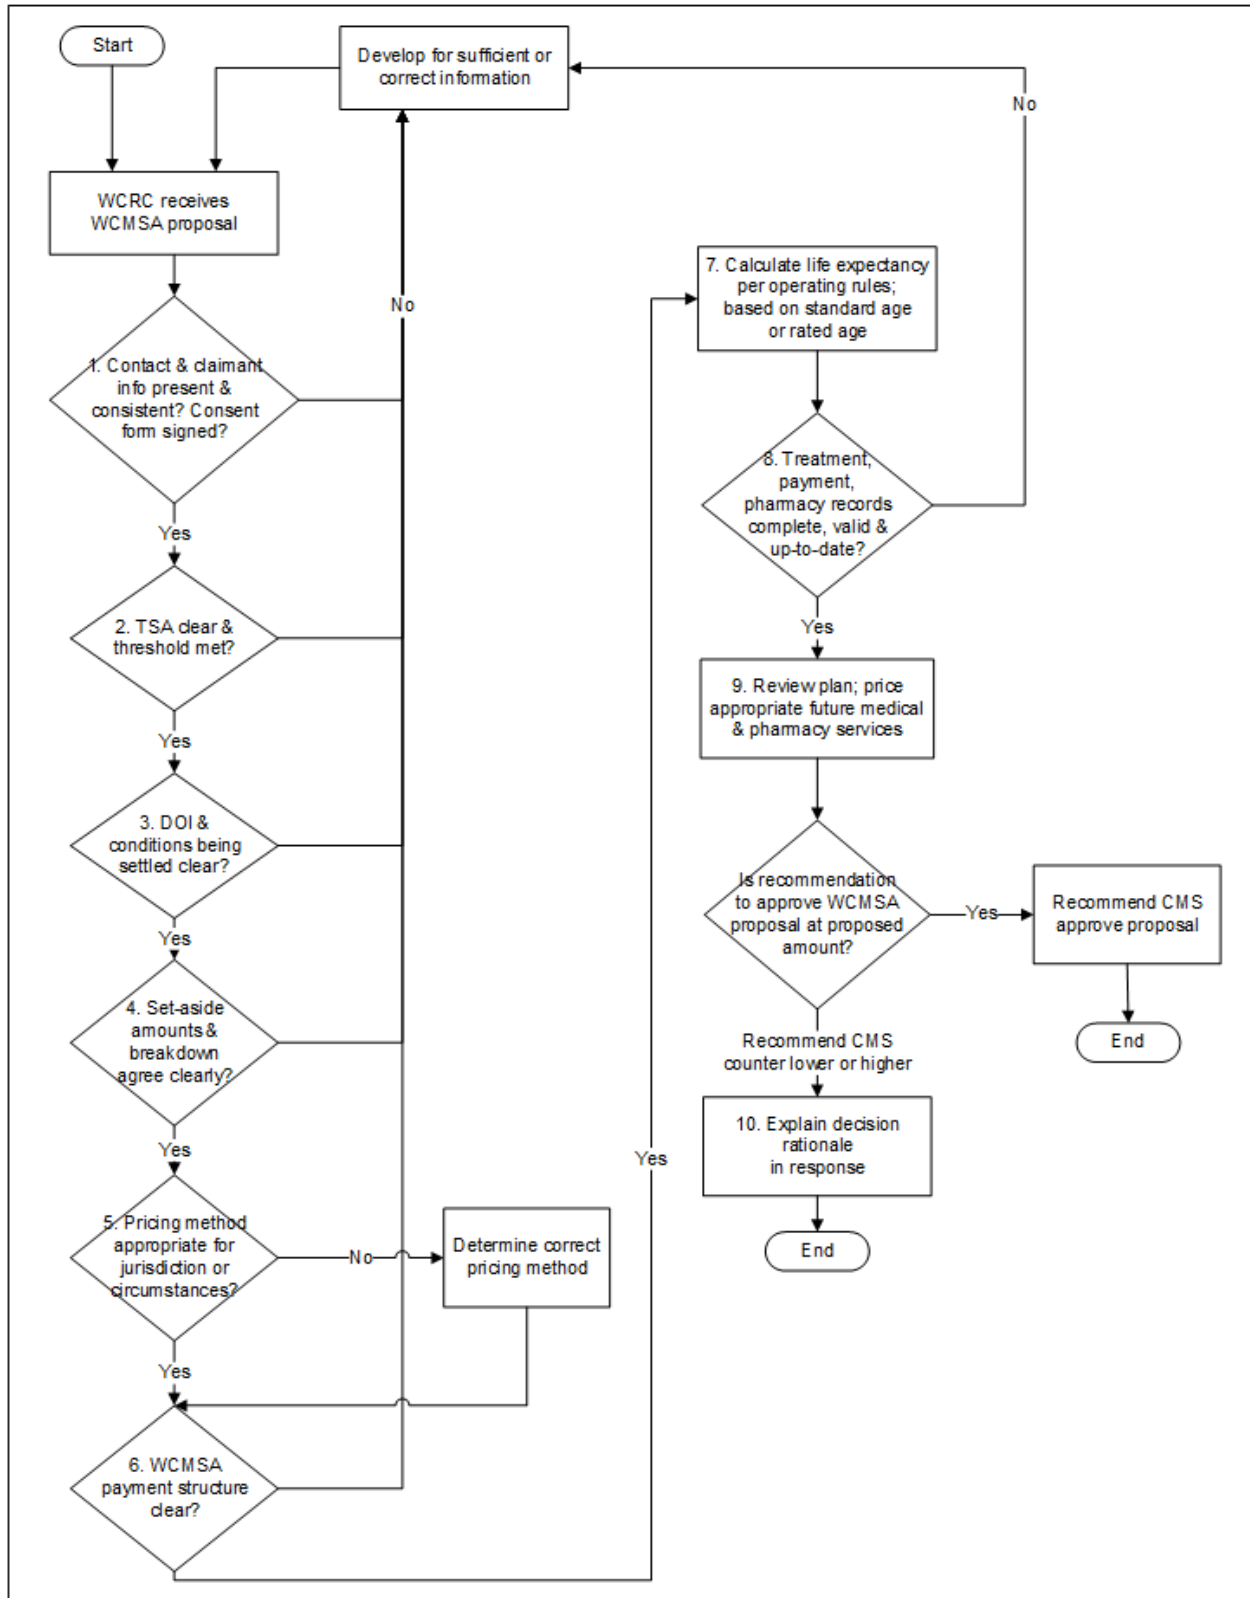 Start
Develop for sufficient or
correct information
No
WCRC receives
WCMSA proposal
No
1. Contact & claimant
info present &
consistent? Consent
form signed?
Yes
2. TSA clear &
threshold met?
Yes
3. DOI &
conditions being
settled clear?
Yes
4. Set-aside
amounts &
breakdown
agree clearly?
Yes
5. Pricing method
appropriate for
jurisdiction or
circumstances?
No
Determine correct
pricing method
Yes
6. WCMSA
payment structure
clear?
Yes
7. Calculate life expectancy
per operating rules;
based on standard age
or rated age
8. Treatment,
payment,
pharmacy records
complete, valid &
up-to-date?
Yes
9. Review plan; price
appropriate future medical
& pharmacy services
Is recommendation
to approve WCMSA
proposal at proposed
amount?
Yes
Recommend CMS
approve proposal
End
Recommend CMS
counter lower or higher
10. Explain decision
rationale
in response
End